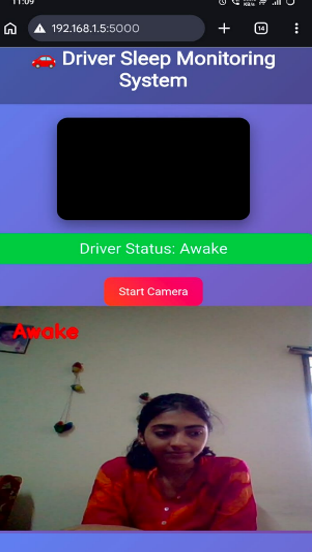 11:09
192.168.1.5:5000
14
Driver Sleep Monitoring
System
Driver Status: Awake
Start Camera
Awake